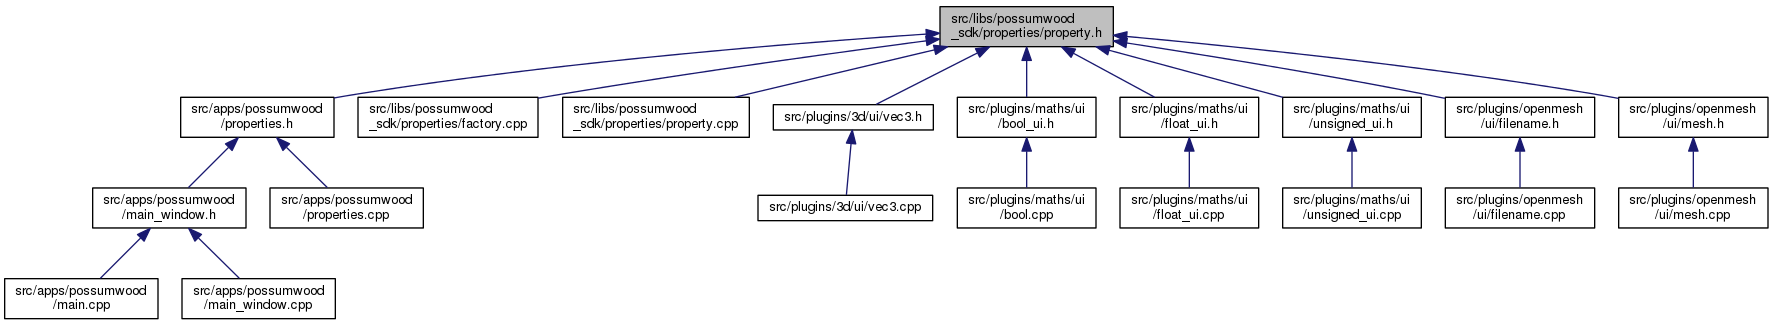 src/libs/possumwood
_sdk/properties/property.h
src/apps/possumwood
/properties.h
src/libs/possumwood
_sdk/properties/factory.cpp
src/libs/possumwood
_sdk/properties/property.cpp
src/plugins/3d/ui/vec3.h
src/plugins/maths/ui
/bool_ui.h
src/plugins/maths/ui
/float_ui.h
src/plugins/maths/ui
/unsigned_ui.h
src/plugins/openmesh
/ui/filename.h
src/plugins/openmesh
/ui/mesh.h
src/apps/possumwood
/main_window.h
src/apps/possumwood
/properties.cpp
src/plugins/3d/ui/vec3.cpp
src/plugins/maths/ui
/bool.cpp
src/plugins/maths/ui
/float_ui.cpp
src/plugins/maths/ui
/unsigned_ui.cpp
src/plugins/openmesh
/ui/filename.cpp
src/plugins/openmesh
/ui/mesh.cpp
src/apps/possumwood
/main.cpp
src/apps/possumwood
/main_window.cpp